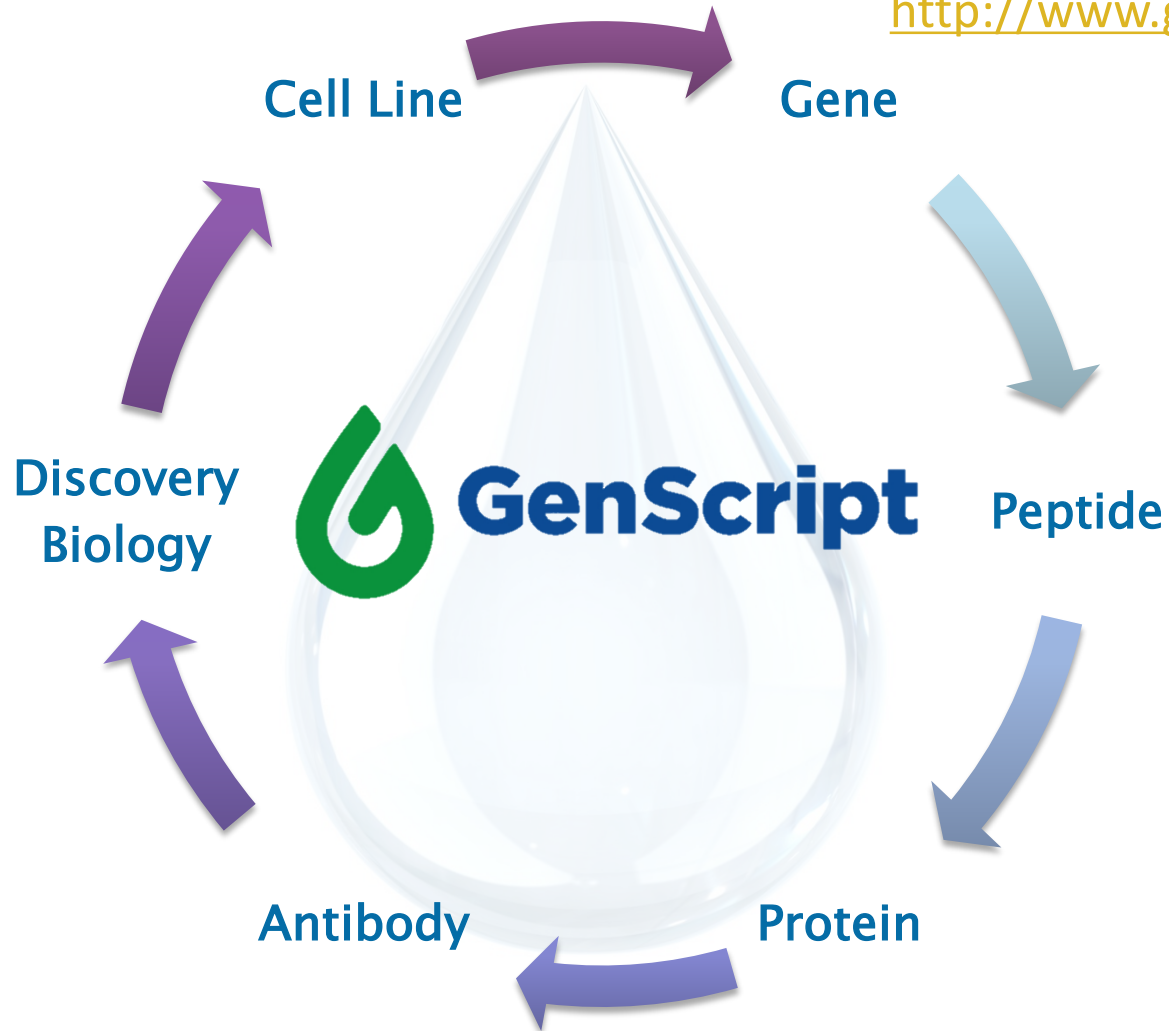 http://www.g
Cell Line
Gene
Discovery
Biology
GenScript
Peptide
Antibody
Protein